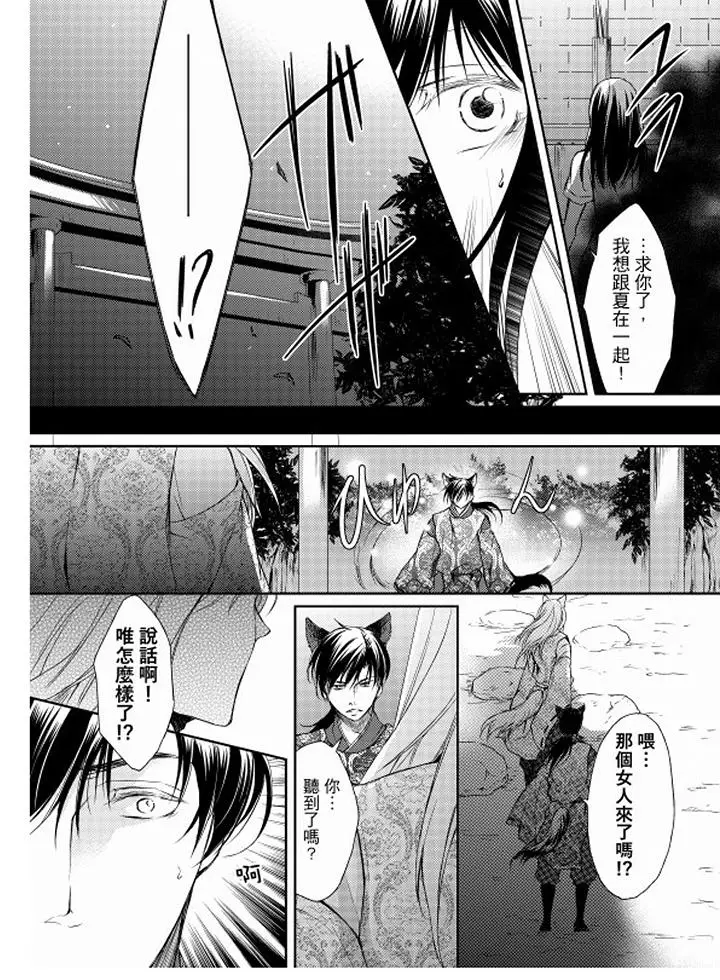 …求你了，
我想跟夏在一起！
!?
ひゅん
喂…
那個女人來了嗎!?
你…
聽到了嗎？
說話啊！
唯怎麼樣了!?
啊